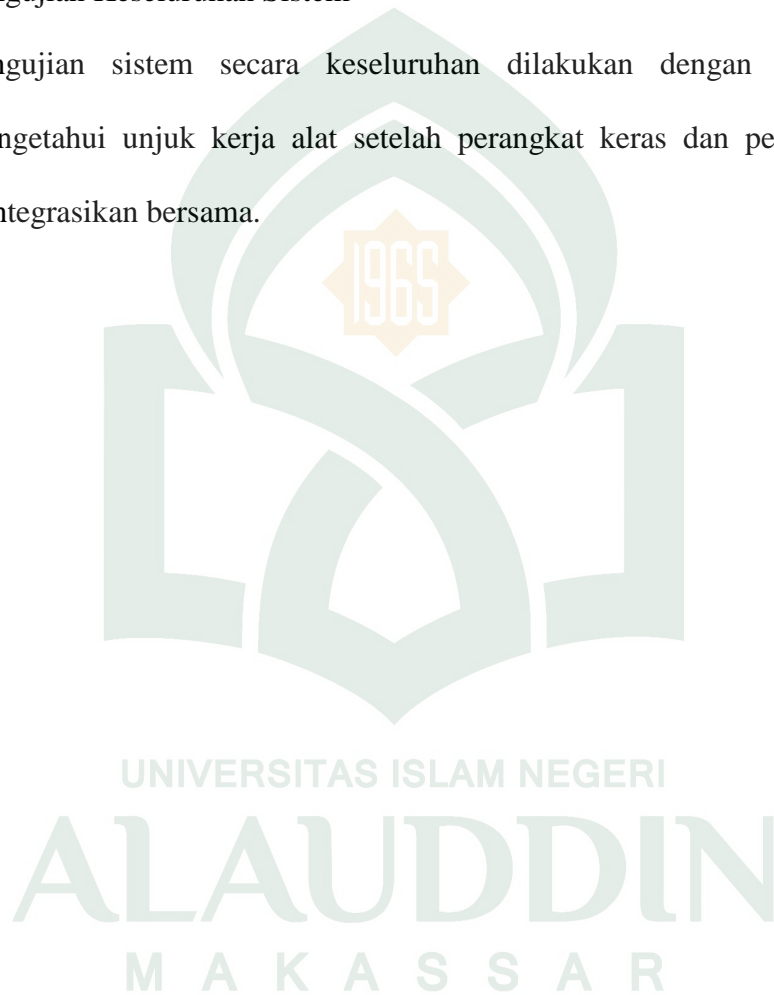 ngujian Keseluruhan Sistem
ngujian sistem secara keseluruhan dilakukan dengan
ngetahui unjuk kerja alat setelah perangkat keras dan pe
ntegrasikan bersama.
1965
UNIVERSITAS ISLAM NEGERI
ALAUDDIN
MAKASSAR